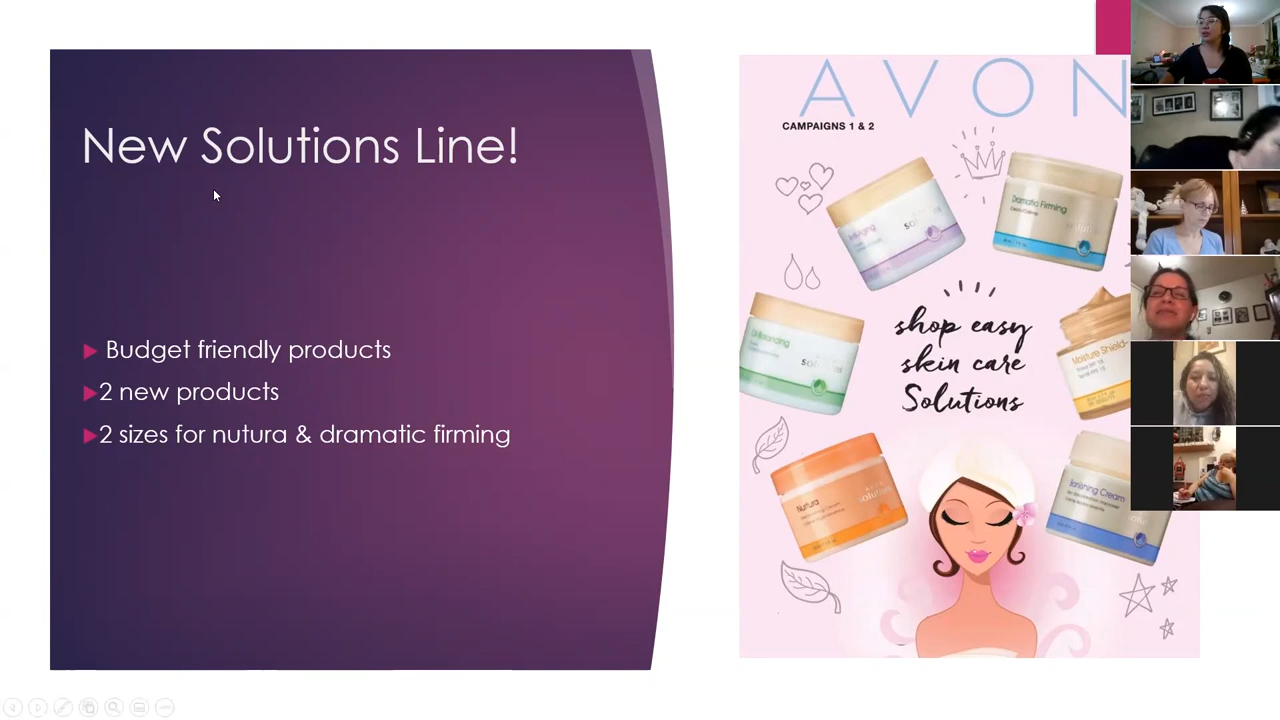 New Solutions Line!
Budget friendly products
2 new products
2 sizes for nutura & dramatic firming
AVON
CAMPAIGNS 1 & 2
Dramatic Firming
shop easy
skin care
Solutions
Moisture Shield
Nurtura
Banishing Cream